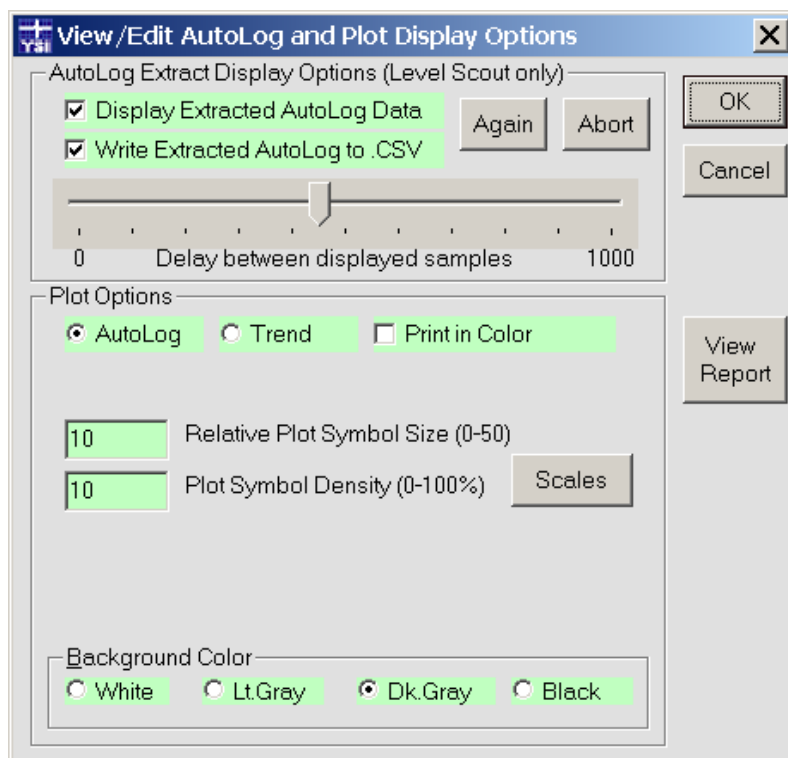 YSI View/Edit AutoLog and Plot Display Options
AutoLog Extract Display Options (Level Scout only)
Display Extracted AutoLog Data
Write Extracted AutoLog to .CSV
Again
Abort
OK
Cancel
0 Delay between displayed samples 1000
Plot Options
AutoLog Trend Print in Color
View
Report
10 Relative Plot Symbol Size (0-50)
10 Plot Symbol Density (0-100%)
Scales
Background Color
White Lt.Gray Dk.Gray Black